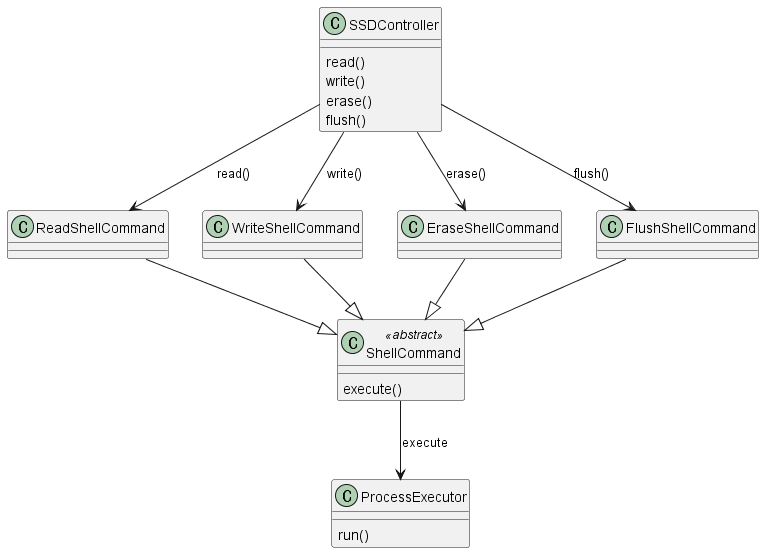 C SSDController
read()
write()
erase()
flush()
read()
write()
erase()
flush()
C ReadShellCommand
C WriteShellCommand
C EraseShellCommand
C FlushShellCommand
«abstract»
C ShellCommand
execute()
execute
C ProcessExecutor
run()